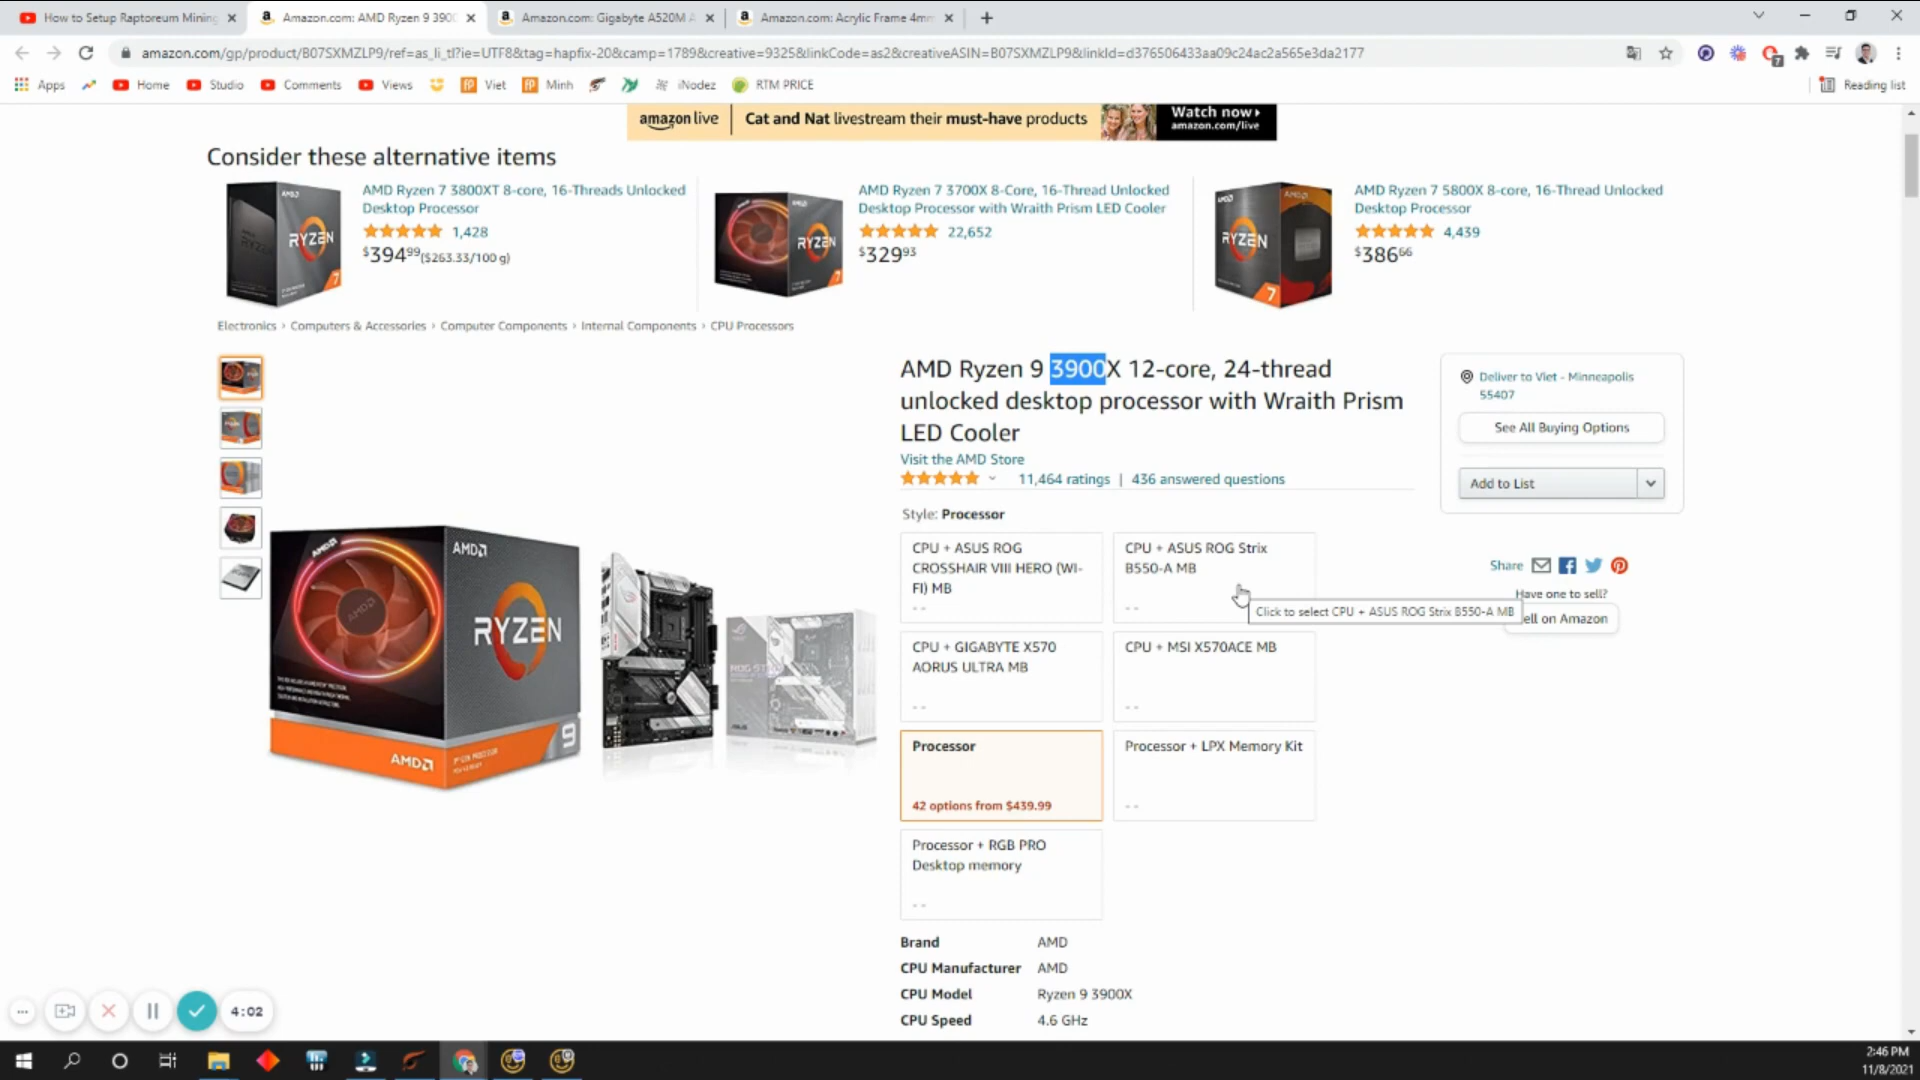 How to Setup Raptoreum Mining
Amazon.com: AMD Ryzen 9 390
Amazon.com: Gigabyte A520M
Amazon.com: Acrylic Frame 4mm
amazon.com/gp/product/B07SXMZLP9/ref=as_li_tl?ie=UTF8&tag=hapfix-20&camp=1789&creative=9325&linkCode=as2&creativeASIN=B07SXMZLP9&linkId=d376506433aa09c24ac2a565e3da2177
7
Apps
Home
Studio
Comments
Views
Viet
Minh
iNodez
RTM PRICE
Reading list
amazon live
Cat and Nat livestream their must-have products
Watch now
amazon.com/live
Consider these alternative items
AMD Ryzen 7 3800XT 8-core, 16-Threads Unlocked
Desktop Processor
1,428
$394.99 ($263.33/100 g)
AMD Ryzen 7 3700X 8-Core, 16-Thread Unlocked
Desktop Processor with Wraith Prism LED Cooler
22,652
$329.93
AMD Ryzen 7 5800X 8-core, 16-Thread Unlocked
Desktop Processor
4,439
$386.66
RYZEN
7
RYZEN
RYZEN
7
Electronics › Computers & Accessories › Computer Components › Internal Components › CPU Processors
AMD Ryzen 9 3900X 12-core, 24-thread
unlocked desktop processor with Wraith Prism
LED Cooler
Visit the AMD Store
11,464 ratings | 436 answered questions
Style: Processor
CPU + ASUS ROG
CROSSHAIR VIII HERO (WI-
FI) MB
- -
CPU + ASUS ROG Strix
B550-A MB
- -
Click to select CPU + ASUS ROG Strix B550-A MB
CPU + GIGABYTE X570
AORUS ULTRA MB
- -
CPU + MSI X570ACE MB
- -
Processor
42 options from $439.99
Processor + LPX Memory Kit
- -
Processor + RGB PRO
Desktop memory
- -
Brand AMD
CPU Manufacturer AMD
CPU Model Ryzen 9 3900X
CPU Speed 4.6 GHz
Deliver to Viet - Minneapolis
55407
See All Buying Options
Add to List
Share
Have one to sell?
ell on Amazon
AMD
AMD
RYZEN
9
AMD
4:02
2:46 PM
11/8/2021